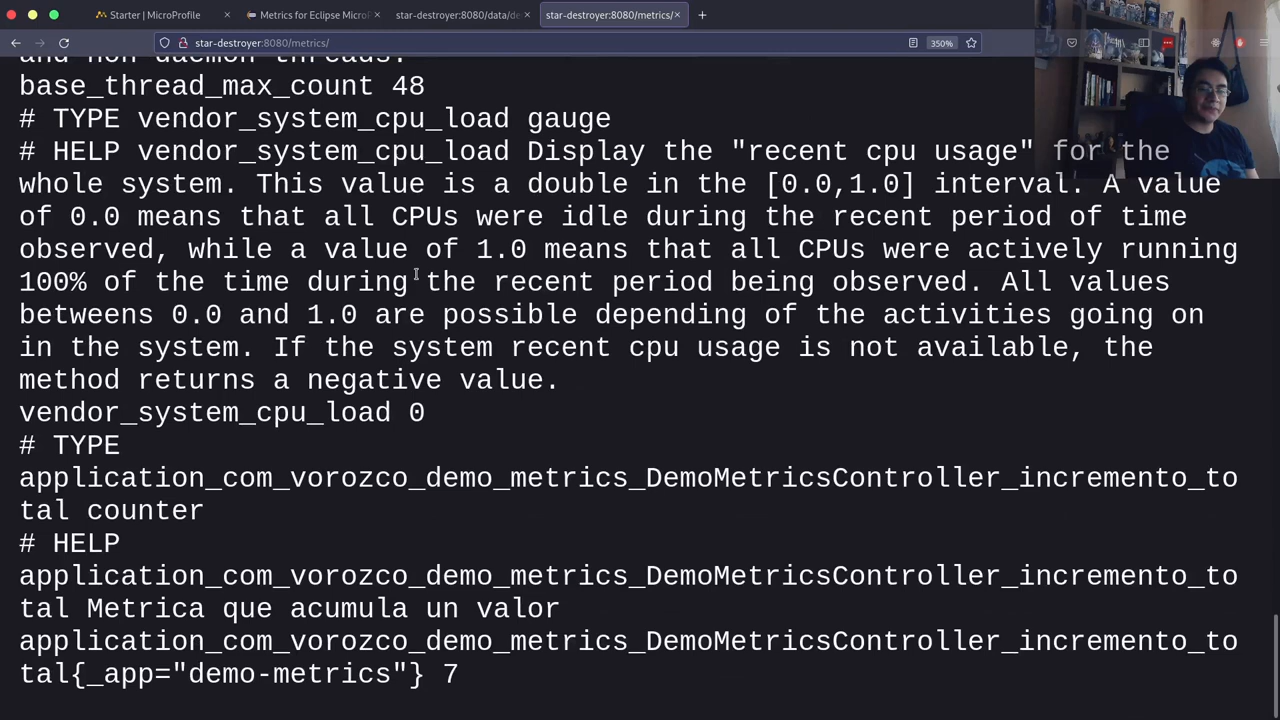 Starter | MicroProfile
Metrics for Eclipse MicroP
star-destroyer:8080/data/de
star-destroyer:8080/metrics/
star-destroyer:8080/metrics/
350%
and non-daemon threads.
base_thread_max_count 48
# TYPE vendor_system_cpu_load gauge
# HELP vendor_system_cpu_load Display the "recent cpu usage" for the
whole system. This value is a double in the [0.0,1.0] interval. A value
of 0.0 means that all CPUs were idle during the recent period of time
observed, while a value of 1.0 means that all CPUs were actively running
100% of the time during the recent period being observed. All values
betweens 0.0 and 1.0 are possible depending of the activities going on
in the system. If the system recent cpu usage is not available, the
method returns a negative value.
vendor_system_cpu_load 0
# TYPE
application_com_vorozco_demo_metrics_DemoMetricsController_incremento_to
tal counter
# HELP
application_com_vorozco_demo_metrics_DemoMetricsController_incremento_to
tal Metrica que acumula un valor
application_com_vorozco_demo_metrics_DemoMetricsController_incremento_to
tal{_app="demo-metrics"} 7